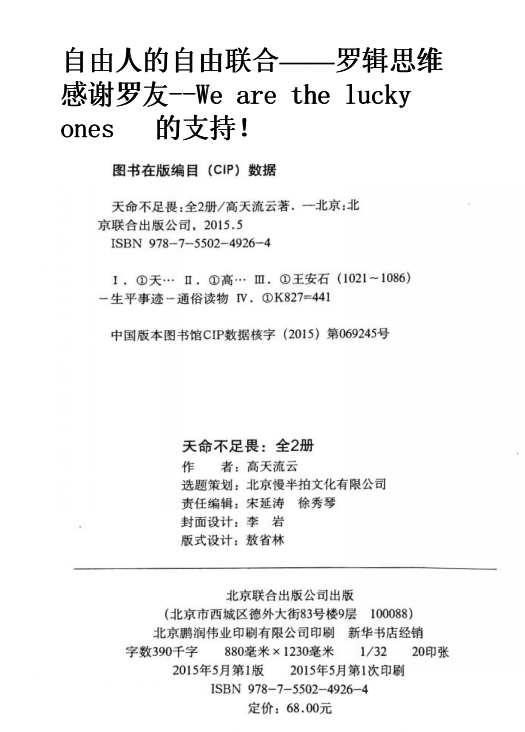 自由人的自由联合——罗辑思维
感谢罗友--We are the lucky
ones 的支持！
图书在版编目（CIP）数据
天命不足畏：全2册/高天流云著．—北京：北
京联合出版公司，2015.5
ISBN 978-7-5502-4926-4
Ⅰ．①天… Ⅱ．①高… Ⅲ．①王安石（1021～1086）
－生平事迹－通俗读物 Ⅳ．①K827=441
中国版本图书馆CIP数据核字（2015）第069245号
天命不足畏：全2册
作 者：高天流云
选题策划：北京慢半拍文化有限公司
责任编辑：宋延涛 徐秀琴
封面设计：李 岩
版式设计：敖省林
北京联合出版公司出版
（北京市西城区德外大街83号楼9层 100088）
北京鹏润伟业印刷有限公司印刷 新华书店经销
字数390千字 880毫米×1230毫米 1/32 20印张
2015年5月第1版 2015年5月第1次印刷
ISBN 978-7-5502-4926-4
定价：68.00元